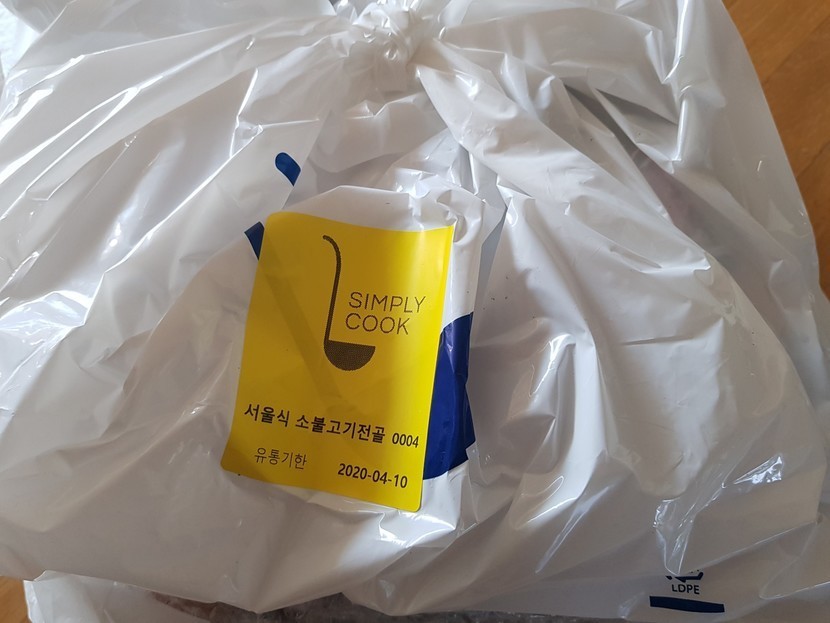 SIMPLY
COOK
서울식 소불고기전골 0004
유통기한 2020-04-10
LDPE